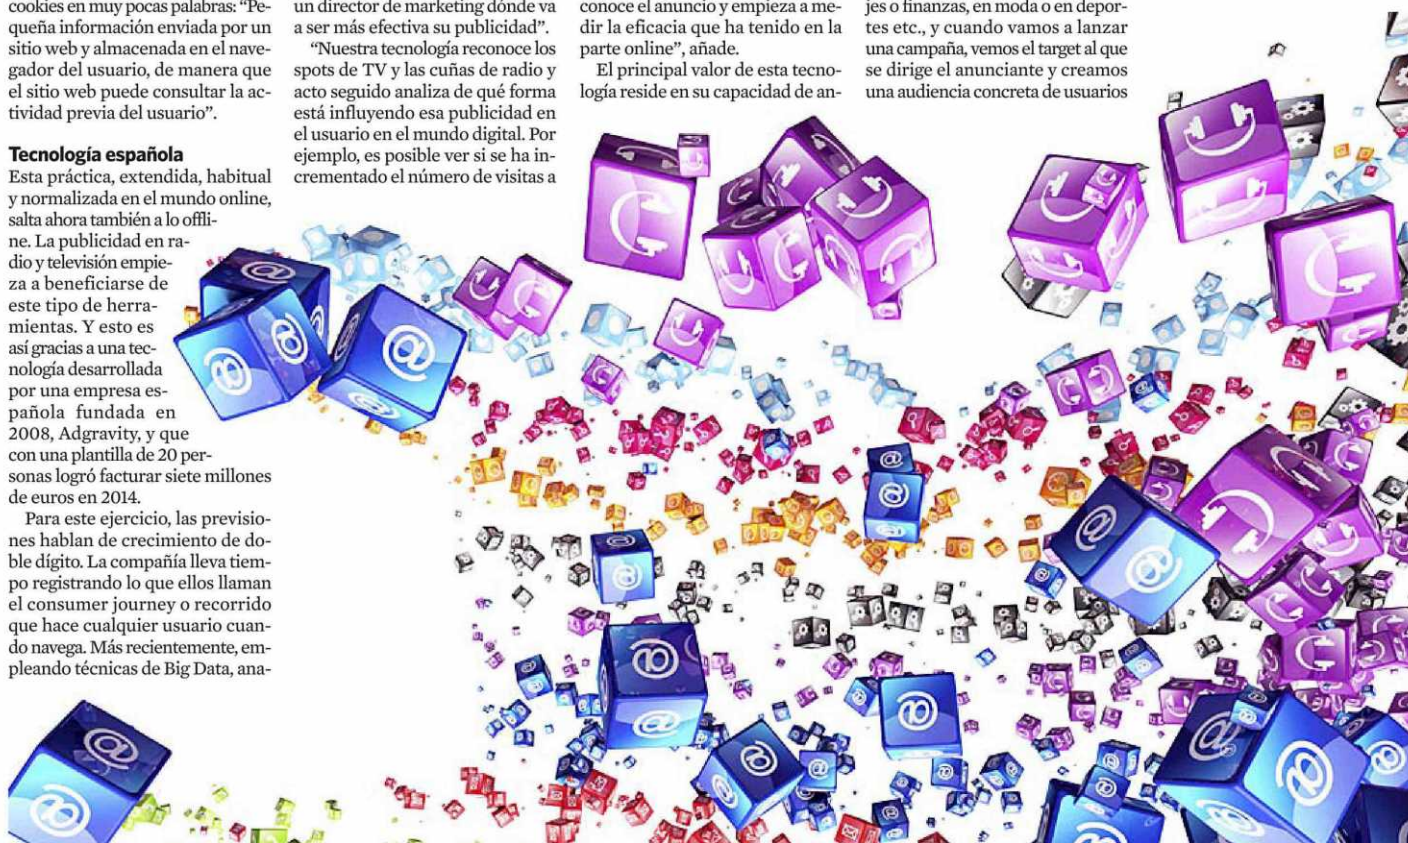 cookies en muy pocas palabras: “Pe-
queña información enviada por un
sitio web y almacenada en el nave-
gador del usuario, de manera que
el sitio web puede consultar la ac-
tividad previa del usuario”.
Tecnología española
Esta práctica, extendida, habitual
y normalizada en el mundo online,
salta ahora también a lo offli-
ne. La publicidad en ra-
dio y televisión empie-
za a beneficiarse de
este tipo de herra-
mientas. Y esto es
así gracias a una tec-
nología desarrollada
por una empresa es-
pañola fundada en
2008, Adgravity, y que
con una plantilla de 20 per-
sonas logró facturar siete millones
de euros en 2014.
Para este ejercicio, las previsio-
nes hablan de crecimiento de do-
ble dígito. La compañía lleva tiem-
po registrando lo que ellos llaman
el consumer journey o recorrido
que hace cualquier usuario cuan-
do navega. Más recientemente, em-
pleando técnicas de Big Data, ana-
un director de marketing dónde va
a ser más efectiva su publicidad”.
“Nuestra tecnología reconoce los
spots de TV y las cuñas de radio y
acto seguido analiza de qué forma
está influyendo esa publicidad en
el usuario en el mundo digital. Por
ejemplo, es posible ver si se ha in-
crementado el número de visitas a
conoce el anuncio y empieza a me-
dir la eficacia que ha tenido en la
parte online”, añade.
El principal valor de esta tecno-
logía reside en su capacidad de an-
jes o finanzas, en moda o en depor-
tes etc., y cuando vamos a lanzar
una campaña, vemos el target al que
se dirige el anunciante y creamos
una audiencia concreta de usuarios